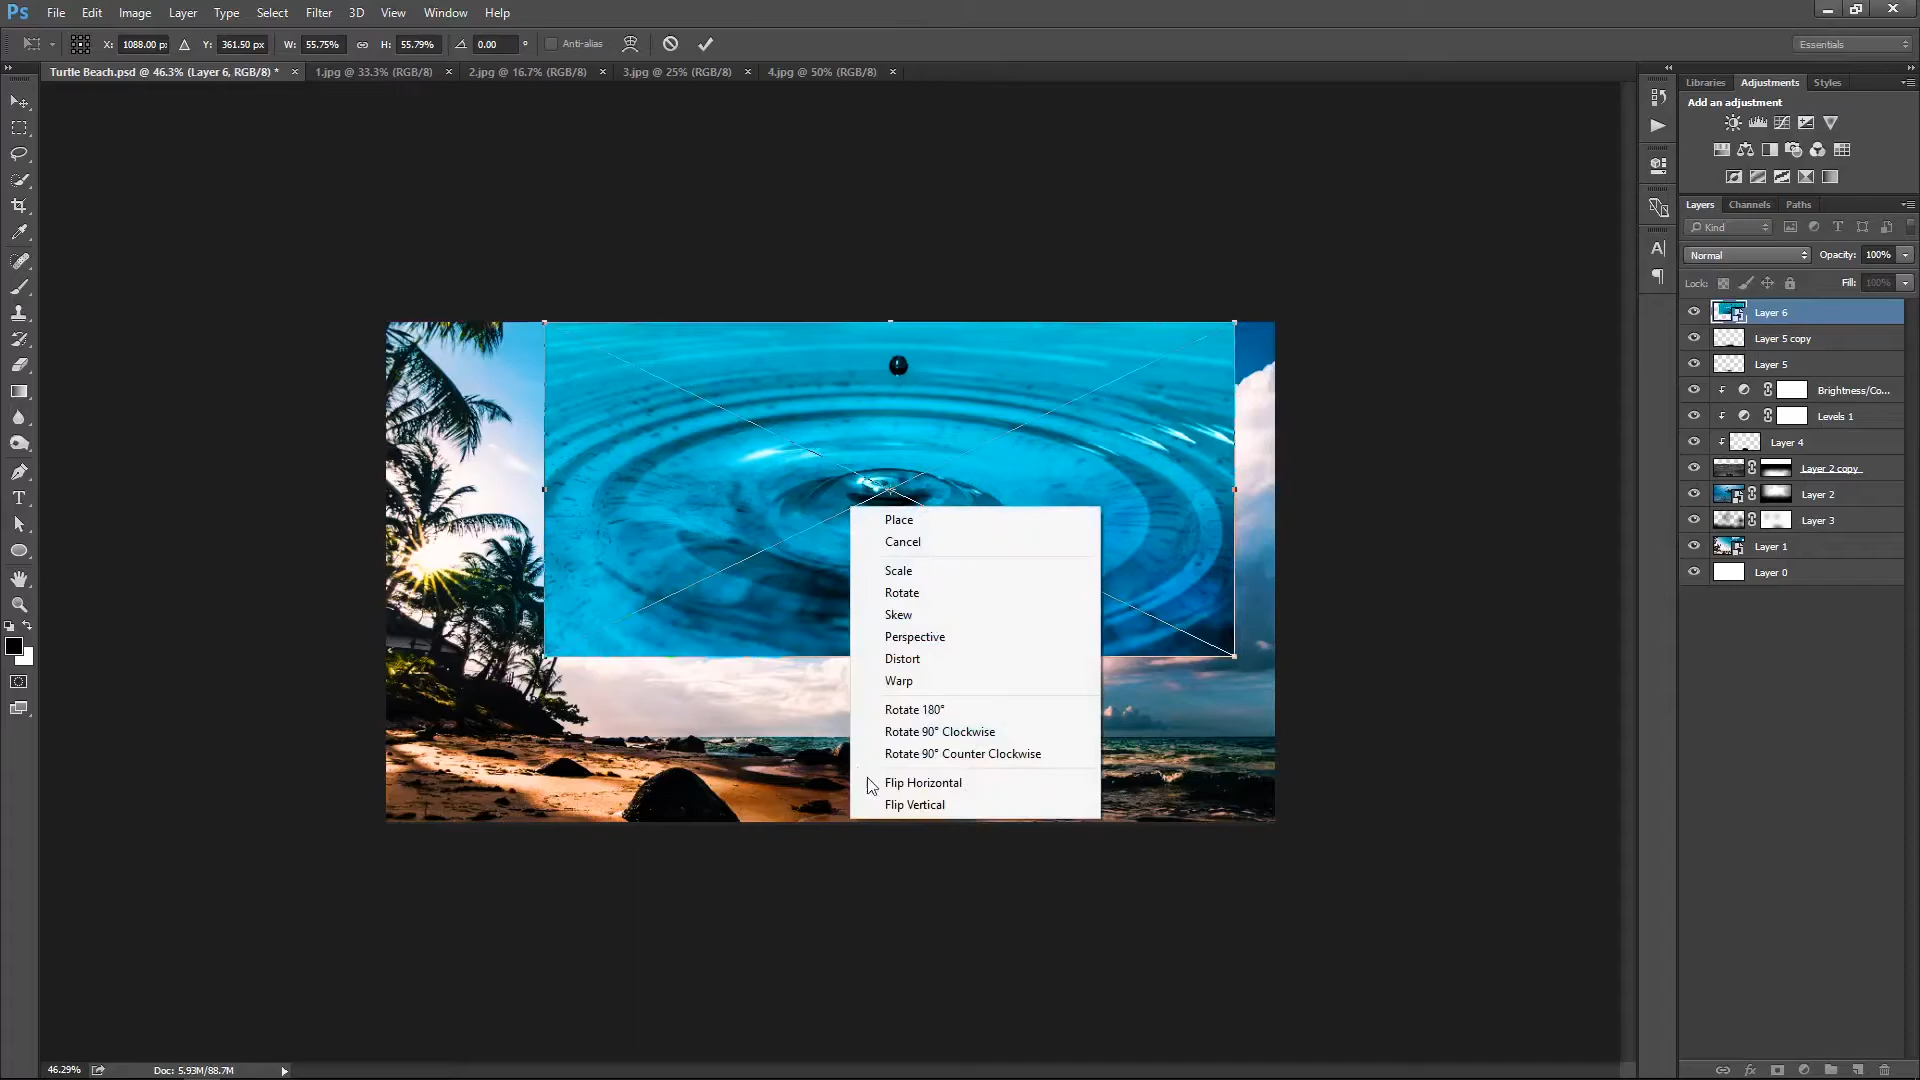 Ps File Edit Image Layer Type Select Filter 3D View Window Help
X: 1088.00 px Y: 361.50 px W: 55.75% H: 55.79% 0.00 ° Anti-alias Essentials
Turtle Beach.psd @ 46.3% (Layer 6, RGB/8) * × 1.jpg @ 33.3% (RGB/8) × 2.jpg @ 16.7% (RGB/8) × 3.jpg @ 25% (RGB/8) × 4.jpg @ 50% (RGB/8) ×
Libraries Adjustments Styles
Add an adjustment
Layers Channels Paths
Kind
Normal Opacity: 100%
Lock: Fill: 100%
Layer 6
Layer 5 copy
Layer 5
Brightness/Co...
Levels 1
Layer 4
Layer 2 copy
Layer 2
Layer 3
Layer 1
Layer 0
Place
Cancel
Scale
Rotate
Skew
Perspective
Distort
Warp
Rotate 180°
Rotate 90° Clockwise
Rotate 90° Counter Clockwise
Flip Horizontal
Flip Vertical
46.29% Doc: 5.93M/88.7M